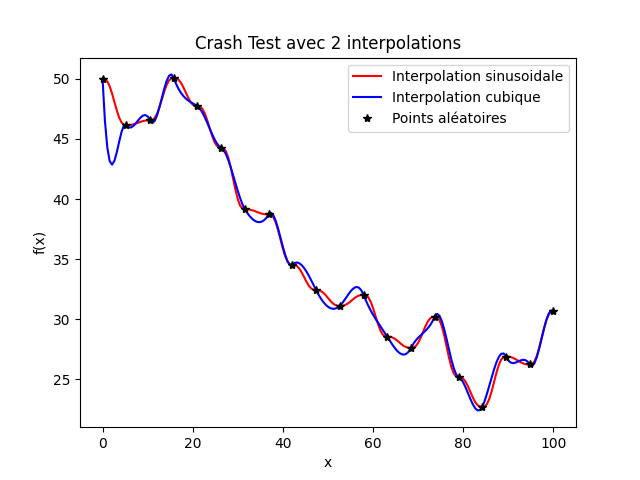 Crash Test avec 2 interpolations
Interpolation sinusoidale
Interpolation cubique
Points aléatoires
50
45
40
35
30
25
f(x)
0 20 40 60 80 100
x